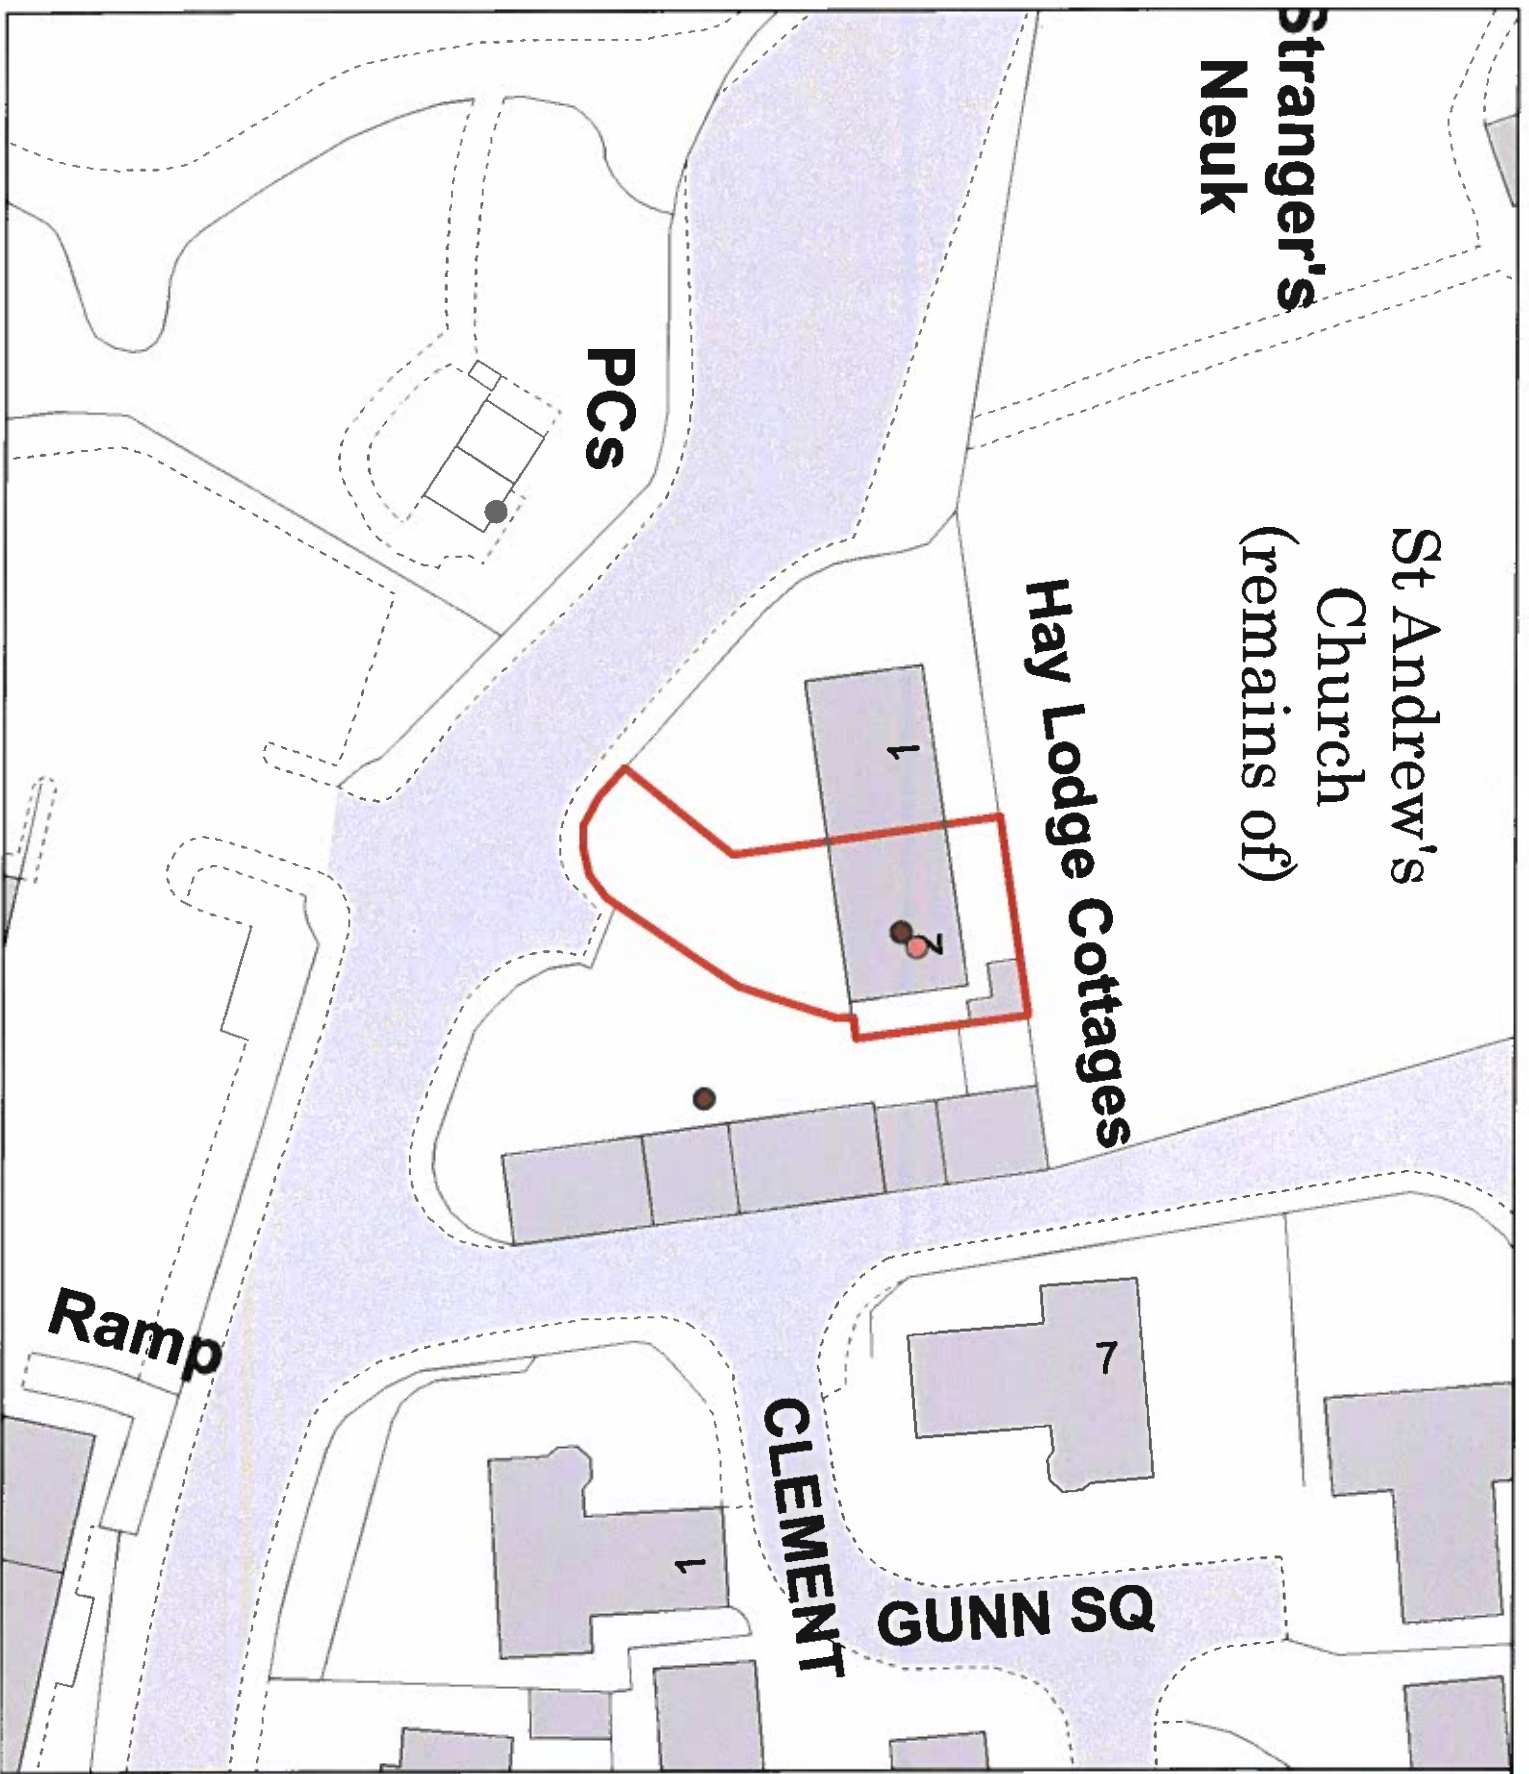 Stranger's
Neuk
St Andrew's
Church
(remains of)
Hay Lodge Cottages
PCs
1
2
7
CLEMENT
GUNN SQ
1
Ramp